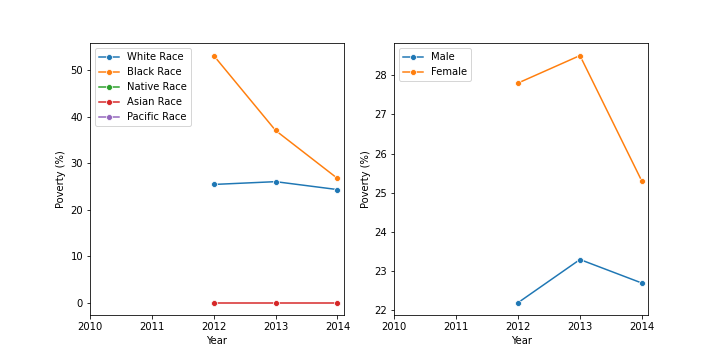 White Race
Black Race
Native Race
Asian Race
Pacific Race
50
40
30
20
10
0
Poverty (%)
2010 2011 2012 2013 2014
Year
Male
Female
28
27
26
25
24
23
22
Poverty (%)
2010 2011 2012 2013 2014
Year